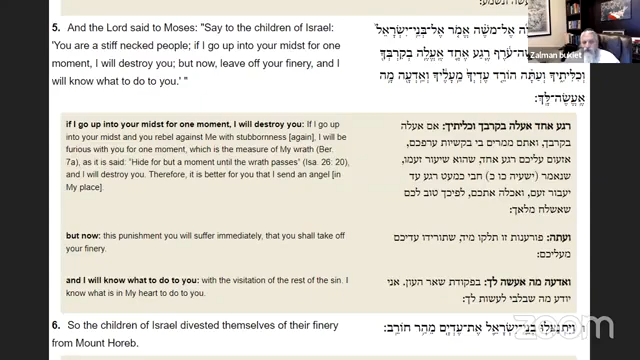 שאת:
5. And the Lord said to Moses: "Say to the children of Israel:
'You are a stiff necked people; if I go up into your midst for one
moment, I will destroy you; but now, leave off your finery, and I
will know what to do to you.' "
אֶל־מֹשֶׁה אֱמֹר אֶל־בְּנֵי־יִשְׂרָאֵל
רֶגַע אֶחָד אֶעֱלֶה בְקִרְבְּךָ
וְכִלִּיתִיךָ וְעַתָּה הוֹרֵד עֶדְיְךָ מֵעָלֶיךָ וְאֵדְעָה מָה
אֶעֱשֶׂה־לָּךְ:
Zalman Bukiet
if I go up into your midst for one moment, I will destroy you: If I go
up into your midst and you rebel against Me with stubbornness [again], I will be
furious with you for one moment, which is the measure of My wrath (Ber.
7a), as it is said: "Hide for but a moment until the wrath passes" (Isa. 26: 20),
and I will destroy you. Therefore, it is better for you that I send an angel [in
My place].
רגע אחד אעלה בקרבך וכליתיך: אם אעלה
בקרבך, ואתם ממרים בי בקשיות ערפכם,
אזעום עליכם רגע אחד, שהוא שיעור זעמו,
שנאמר (ישעיה כו כ) חבי כמעט רגע עד
יעבור זעם, ואכלה אתכם, לפיכך טוב לכם
שאשלח מלאך:
but now: this punishment you will suffer immediately, that you shall take off
your finery.
ועתה: פורענות זו תלקו מיד, שתורידו עדיכם
מעליכם:
and I will know what to do to you: with the visitation of the rest of the sin. I
know what is in My heart to do to you.
ואדעה מה אעשה לך: בפקודת שאר העון, אני
יודע מה שבלבי לעשות לך:
6. So the children of Israel divested themselves of their finery
from Mount Horeb.
וַיִּתְנַצְּלוּ בְנֵי־יִשְׂרָאֵל אֶת־עֶדְיָם מֵהַר חוֹרֵב:
zoom